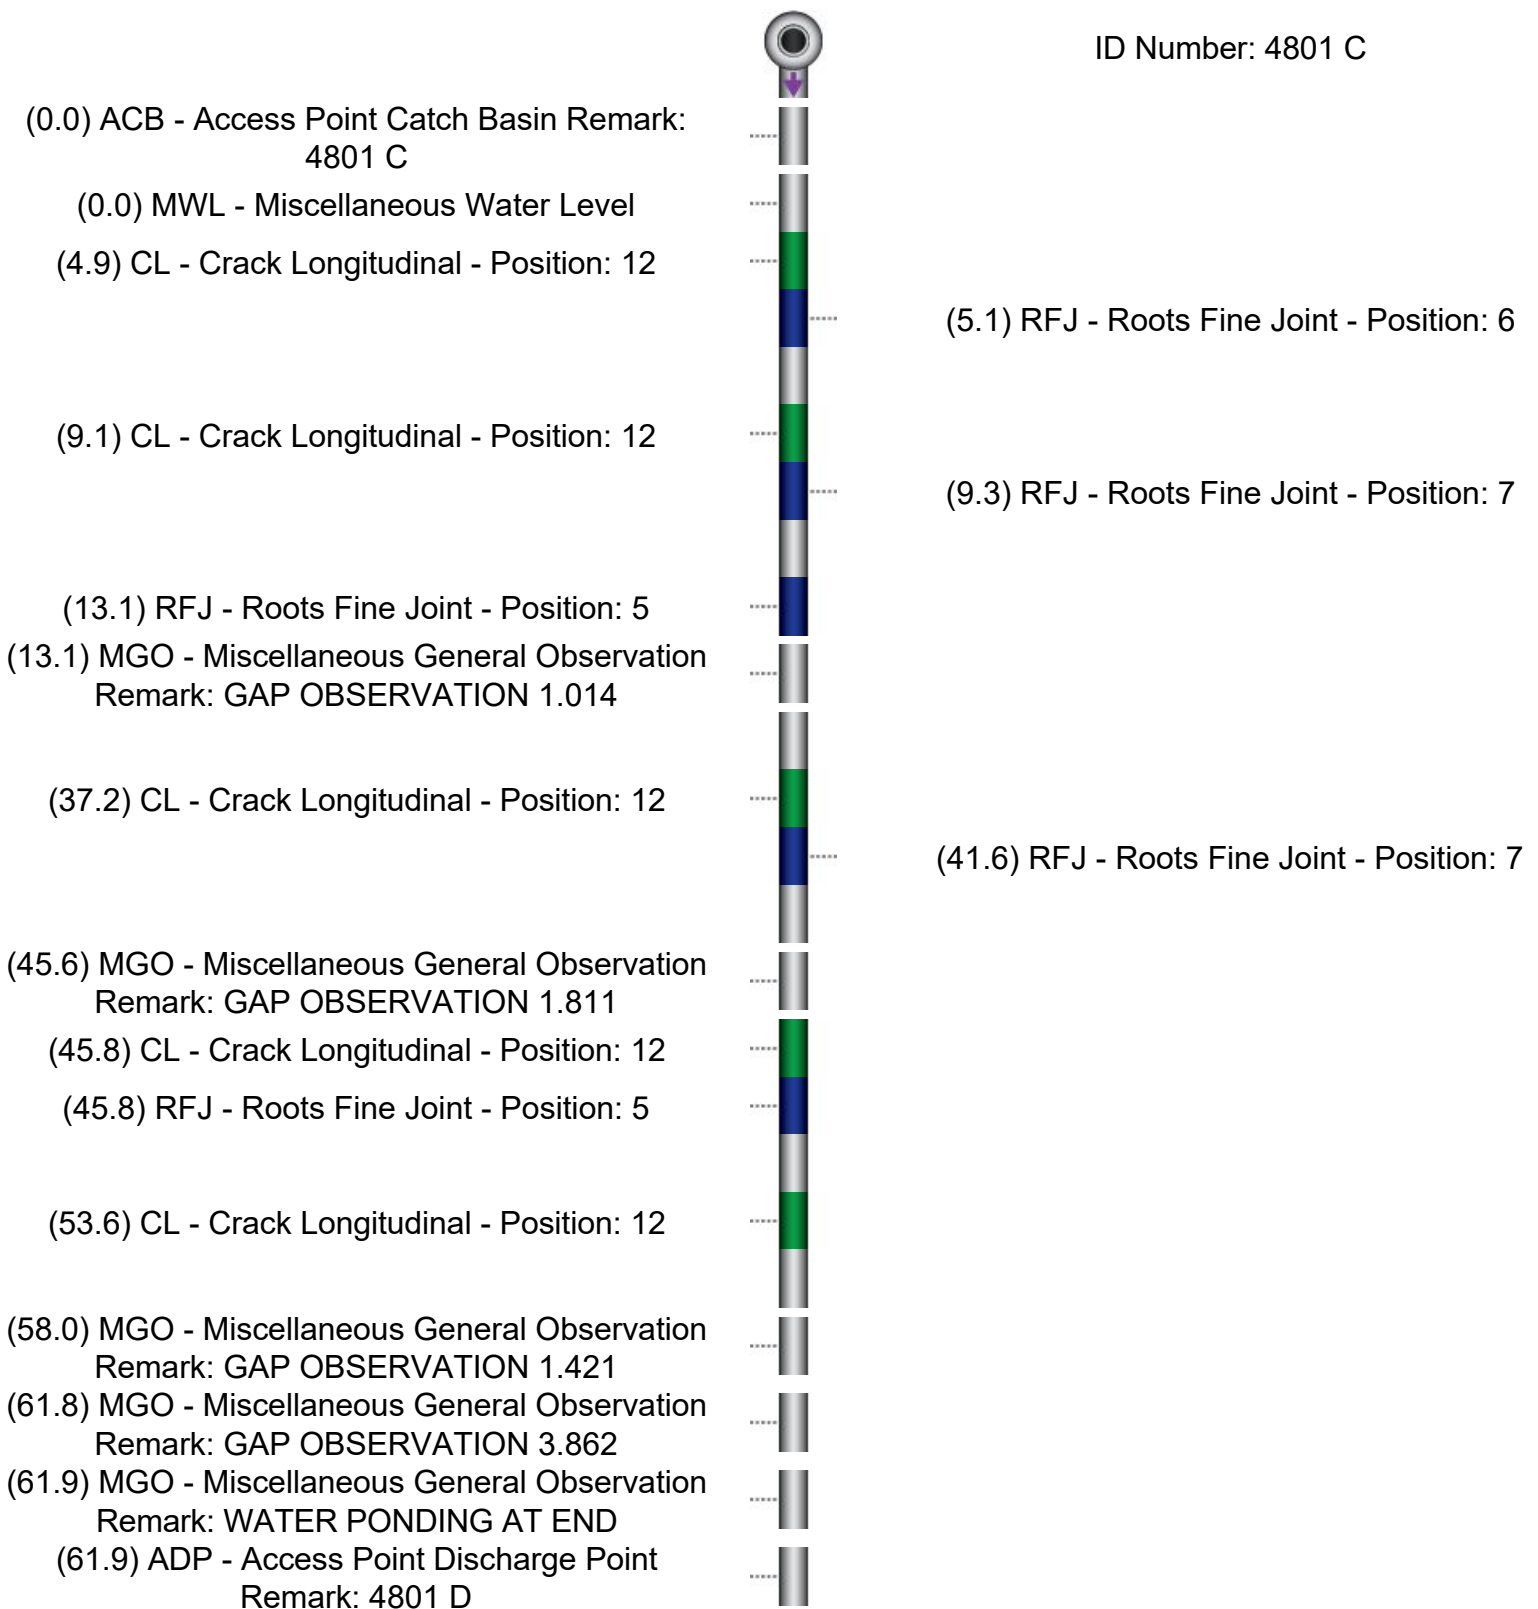 ID Number: 4801 C
(0.0) ACB - Access Point Catch Basin Remark:
4801 C
(0.0) MWL - Miscellaneous Water Level
(4.9) CL - Crack Longitudinal - Position: 12
(5.1) RFJ - Roots Fine Joint - Position: 6
(9.1) CL - Crack Longitudinal - Position: 12
(9.3) RFJ - Roots Fine Joint - Position: 7
(13.1) RFJ - Roots Fine Joint - Position: 5
(13.1) MGO - Miscellaneous General Observation
Remark: GAP OBSERVATION 1.014
(37.2) CL - Crack Longitudinal - Position: 12
(41.6) RFJ - Roots Fine Joint - Position: 7
(45.6) MGO - Miscellaneous General Observation
Remark: GAP OBSERVATION 1.811
(45.8) CL - Crack Longitudinal - Position: 12
(45.8) RFJ - Roots Fine Joint - Position: 5
(53.6) CL - Crack Longitudinal - Position: 12
(58.0) MGO - Miscellaneous General Observation
Remark: GAP OBSERVATION 1.421
(61.8) MGO - Miscellaneous General Observation
Remark: GAP OBSERVATION 3.862
(61.9) MGO - Miscellaneous General Observation
Remark: WATER PONDING AT END
(61.9) ADP - Access Point Discharge Point
Remark: 4801 D